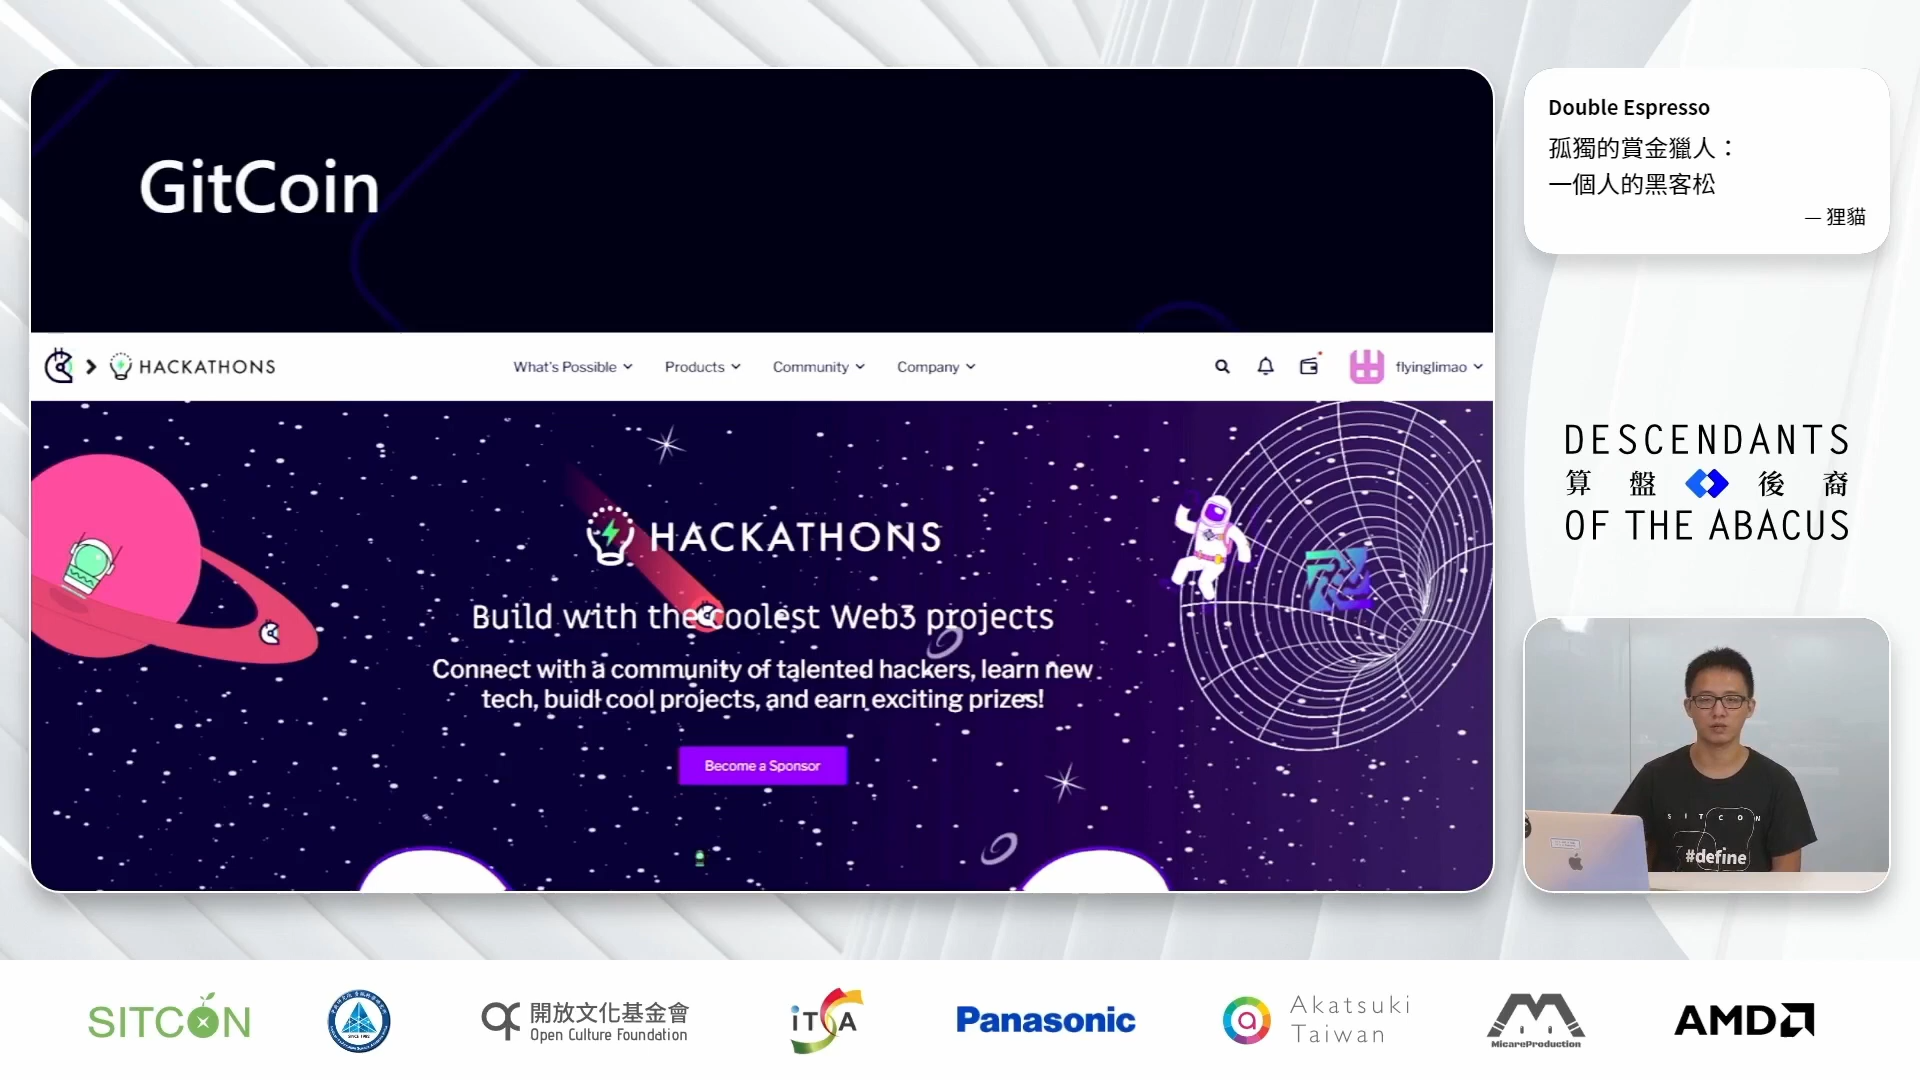 GitCoin
HACKATHONS
What's Possible
Products
Community
Company
flyinglimao
HACKATHONS
Build with the coolest Web3 projects
Connect with a community of talented hackers, learn new
tech, buidl cool projects, and earn exciting prizes!
Become a Sponsor
Double Espresso
孤獨的賞金獵人：
一個人的黑客松
— 狸貓
DESCENDANTS
算盤後裔
OF THE ABACUS
SITCON
#define
SITCON
開放文化基金會
Open Culture Foundation
iTSA
Panasonic
Akatsuki
Taiwan
MicareProduction
AMD